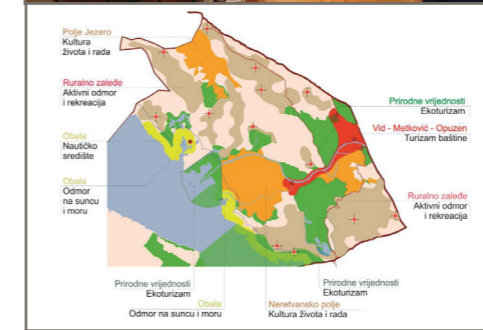 Polje Jezero
Kultura
života i rada
Ruralno zaleđe
Aktivni odmor
i rekreacija
Obala
Nautičko
središte
Obala
Odmor
na suncu
i moru
Prirodne vrijednosti
Ekoturizam
Vid - Metković - Opuzen
Turizam baštine
Ruralno zaleđe
Aktivni odmor
i rekreacija
Prirodne vrijednosti
Ekoturizam
Obala
Odmor na suncu i moru
Prirodne vrijednosti
Ekoturizam
Neretvansko polje
Kultura života i rada